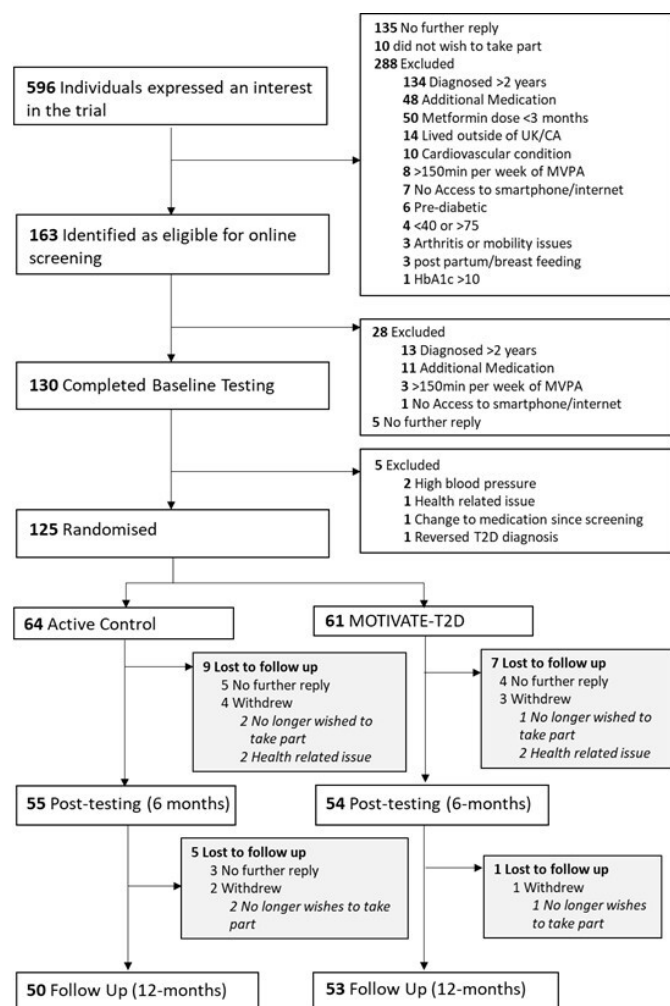 135 No further reply
10 did not wish to take part
288 Excluded
134 Diagnosed >2 years
48 Additional Medication
50 Metformin dose <3 months
14 Lived outside of UK/CA
10 Cardiovascular condition
8 >150min per week of MVPA
7 No Access to smartphone/internet
6 Pre-diabetic
4 <40 or >75
3 Arthritis or mobility issues
3 post partum/breast feeding
1 HbA1c >10
596 Individuals expressed an interest
in the trial
163 Identified as eligible for online
screening
28 Excluded
13 Diagnosed >2 years
11 Additional Medication
3 >150min per week of MVPA
1 No Access to smartphone/internet
5 No further reply
130 Completed Baseline Testing
5 Excluded
2 High blood pressure
1 Health related issue
1 Change to medication since screening
1 Reversed T2D diagnosis
125 Randomised
64 Active Control
61 MOTIVATE-T2D
9 Lost to follow up
5 No further reply
4 Withdrew
2 No longer wished to
take part
2 Health related issue
7 Lost to follow up
4 No further reply
3 Withdrew
1 No longer wished to
take part
2 Health related issue
55 Post-testing (6 months)
54 Post-testing (6-months)
5 Lost to follow up
3 No further reply
2 Withdrew
2 No longer wishes to take
part
1 Lost to follow up
1 Withdrew
1 No longer wishes
to take part
50 Follow Up (12-months)
53 Follow Up (12-months)